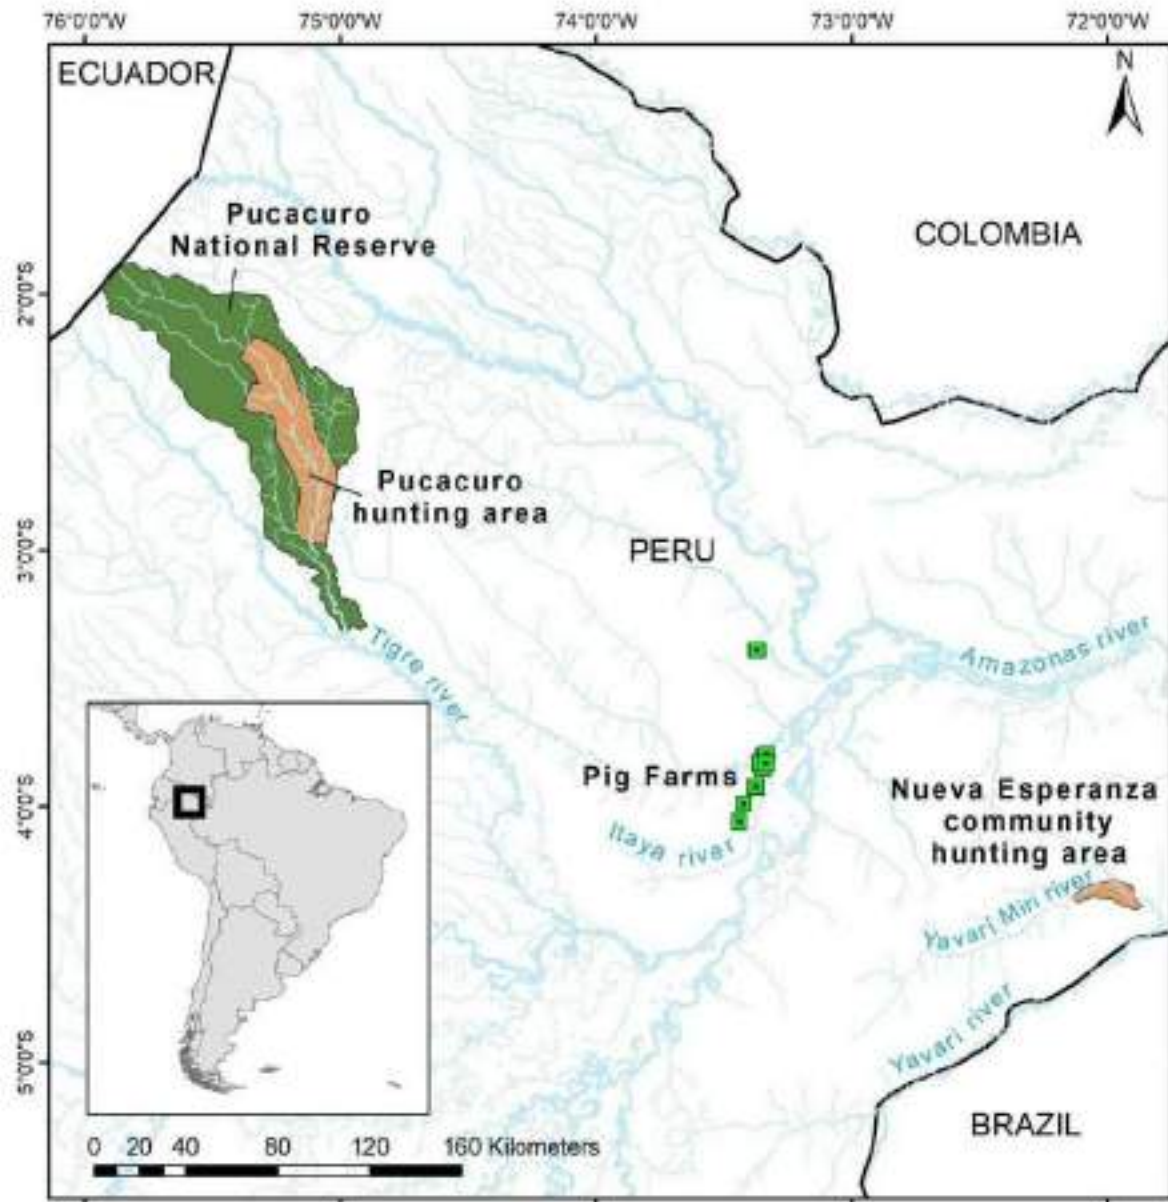 76°0'0"W
75°0'0"W
74°0'0"W
73°0'0"W
72°0'0"W
ECUADOR
N
Pucacuro
National Reserve
COLOMBIA
2°0'0"S
Pucacuro
hunting area
PERU
3°0'0"S
Tigre river
Amazonas river
Pig Farms
4°0'0"S
Itaya river
Nueva Esperanza
community
hunting area
Yavari Miri river
Yavari river
5°0'0"S
BRAZIL
0 20 40 80 120 160 Kilometers